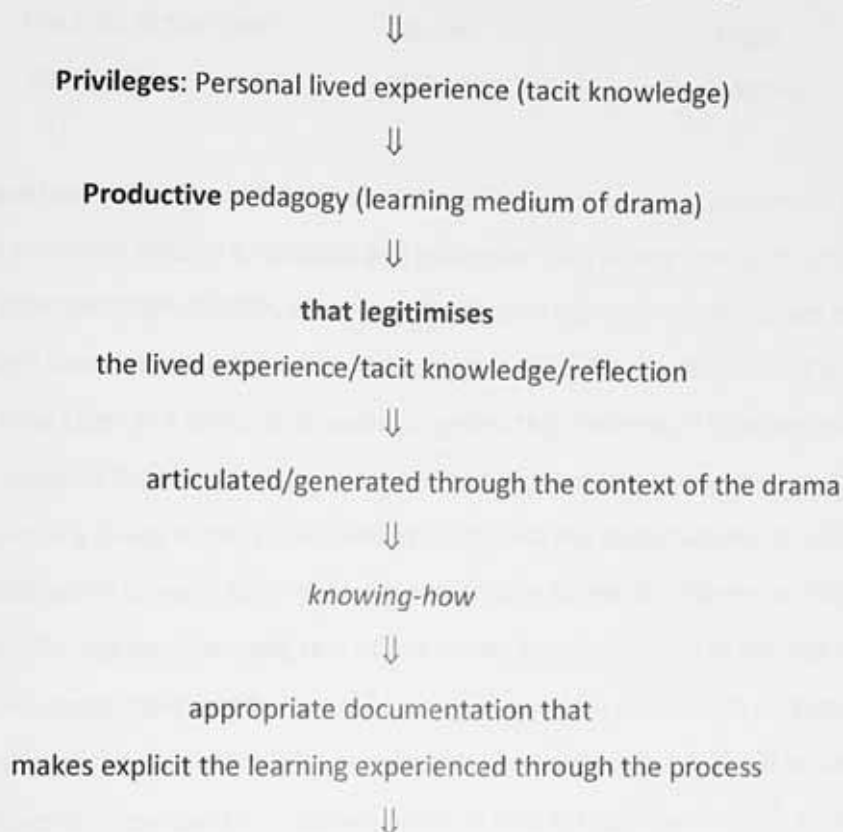 ⇓
Privileges: Personal lived experience (tacit knowledge)
⇓
Productive pedagogy (learning medium of drama)
⇓
that legitimises
the lived experience/tacit knowledge/reflection
⇓
articulated/generated through the context of the drama
⇓
knowing-how
⇓
appropriate documentation that
makes explicit the learning experienced through the process
⇓